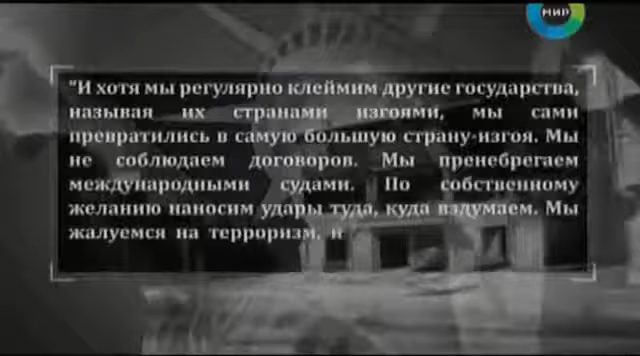 МИР
"И хотя мы регулярно клеймим другие государства,
называя их странами изгоями, мы сами
превратились в самую большую страну-изгоя. Мы
не соблюдаем договоров. Мы пренебрегаем
международными судами. По собственному
желанию наносим удары туда, куда вздумаем. Мы
жалуемся на терроризм, н